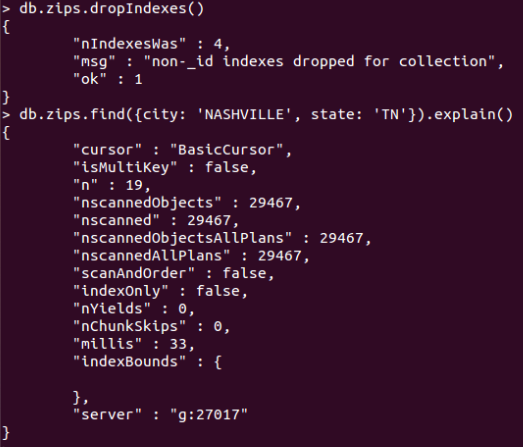 > db.zips.dropIndexes()
{
        "nIndexesWas" : 4,
        "msg" : "non-_id indexes dropped for collection",
        "ok" : 1
}
> db.zips.find({city: 'NASHVILLE', state: 'TN'}).explain()
{
        "cursor" : "BasicCursor",
        "isMultiKey" : false,
        "n" : 19,
        "nscannedObjects" : 29467,
        "nscanned" : 29467,
        "nscannedObjectsAllPlans" : 29467,
        "nscannedAllPlans" : 29467,
        "scanAndOrder" : false,
        "indexOnly" : false,
        "nYields" : 0,
        "nChunkSkips" : 0,
        "millis" : 33,
        "indexBounds" : {

        },
        "server" : "g:27017"
}